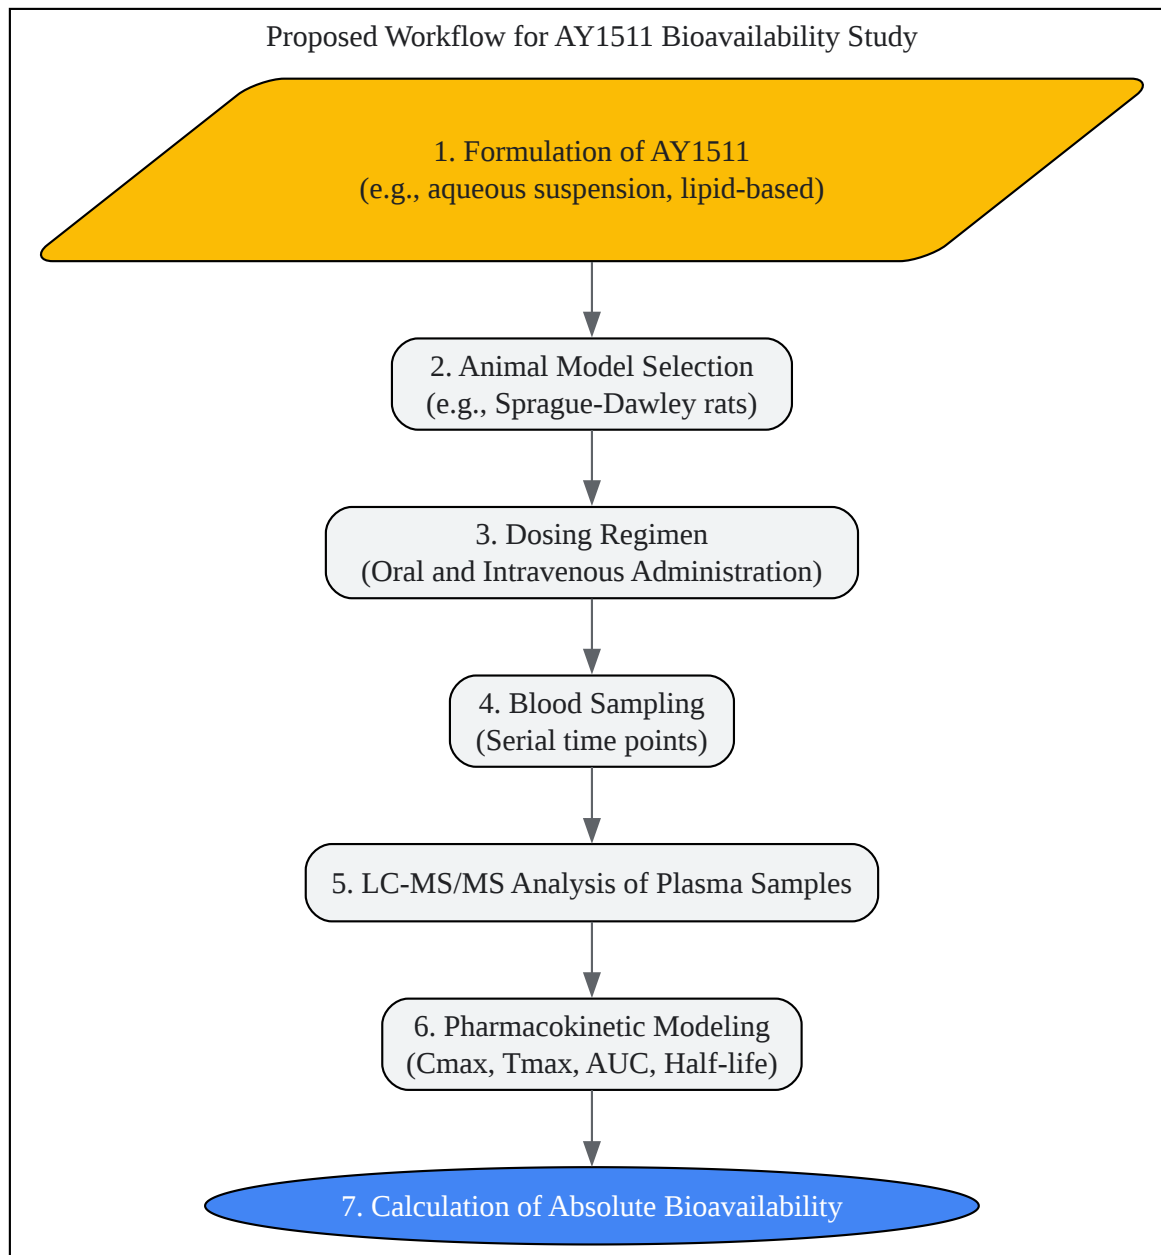 Proposed Workflow for AY1511 Bioavailability Study
1. Formulation of AY1511
(e.g., aqueous suspension, lipid-based)
2. Animal Model Selection
(e.g., Sprague-Dawley rats)
3. Dosing Regimen
(Oral and Intravenous Administration)
4. Blood Sampling
(Serial time points)
5. LC-MS/MS Analysis of Plasma Samples
6. Pharmacokinetic Modeling
(Cmax, Tmax, AUC, Half-life)
7. Calculation of Absolute Bioavailability